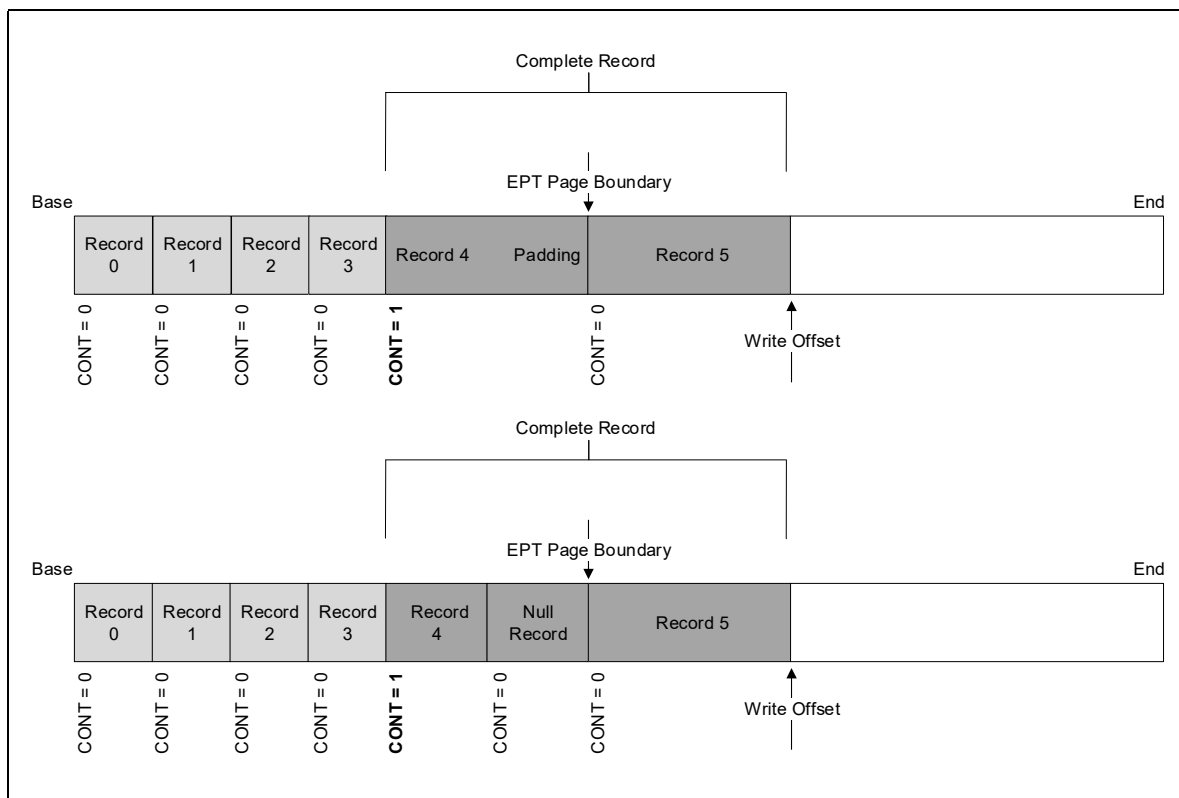 Complete Record
EPT Page Boundary
Base
End
Record
0
Record
1
Record
2
Record
3
Record 4
Padding
Record 5
CONT = 0
CONT = 0
CONT = 0
CONT = 0
CONT = 1
CONT = 0
Write Offset
Complete Record
EPT Page Boundary
Base
End
Record
0
Record
1
Record
2
Record
3
Record
4
Null
Record
Record 5
CONT = 0
CONT = 0
CONT = 0
CONT = 0
CONT = 1
CONT = 0
CONT = 0
Write Offset